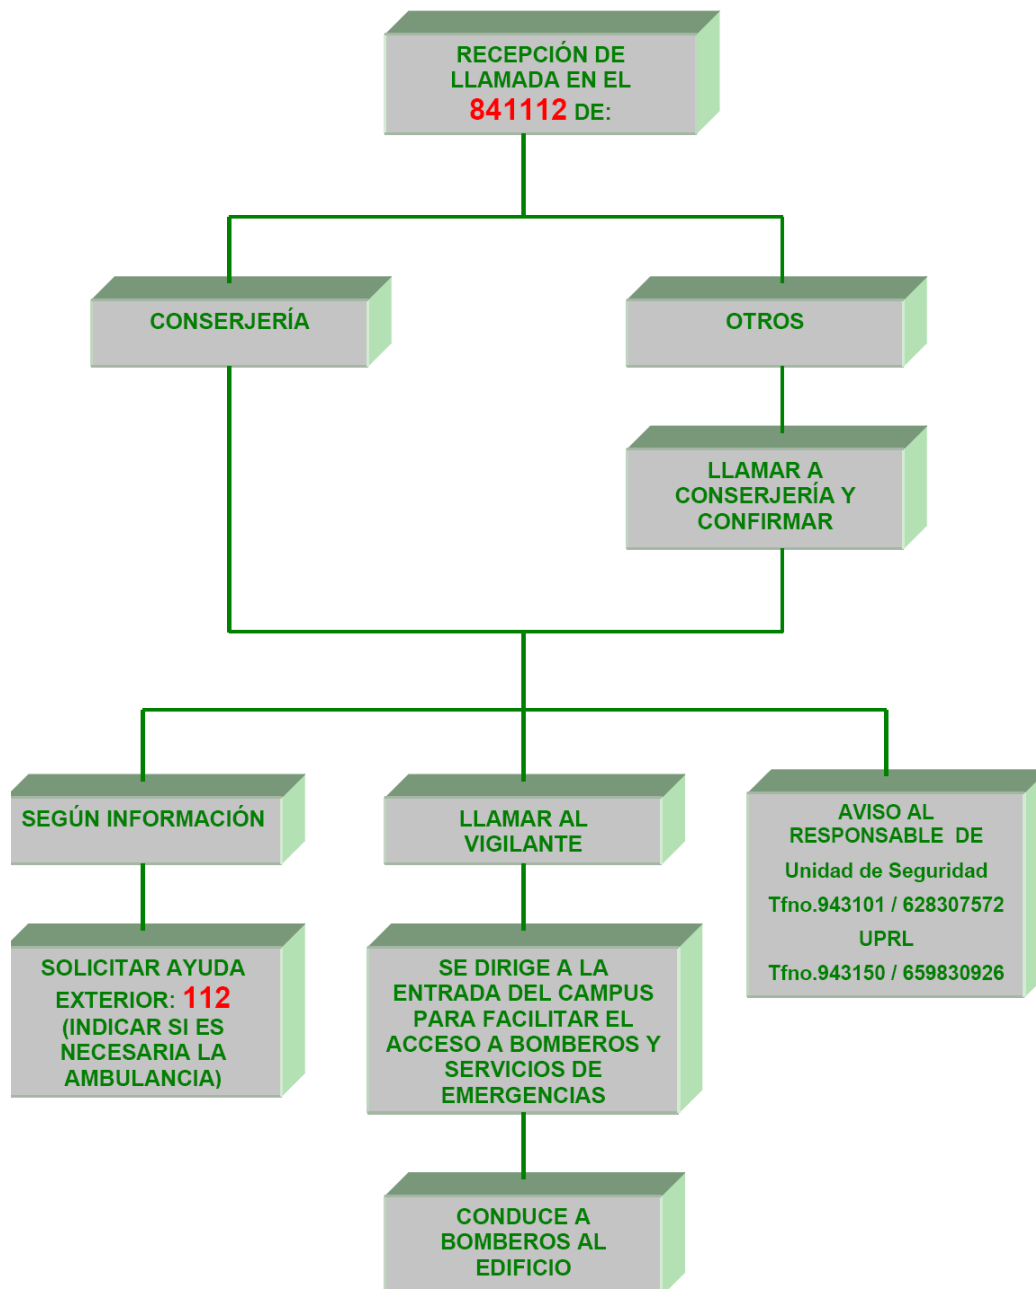 RECEPCIÓN DE
LLAMADA EN EL
841112 DE:
CONSERJERÍA
OTROS
LLAMAR A
CONSERJERÍA Y
CONFIRMAR
SEGÚN INFORMACIÓN
LLAMAR AL
VIGILANTE
AVISO AL
RESPONSABLE DE
Unidad de Seguridad
Tfno.943101 / 628307572
UPRL
Tfno.943150 / 659830926
SOLICITAR AYUDA
EXTERIOR: 112
(INDICAR SI ES
NECESARIA LA
AMBULANCIA)
SE DIRIGE A LA
ENTRADA DEL CAMPUS
PARA FACILITAR EL
ACCESO A BOMBEROS Y
SERVICIOS DE
EMERGENCIAS
CONDUCE A
BOMBEROS AL
EDIFICIO